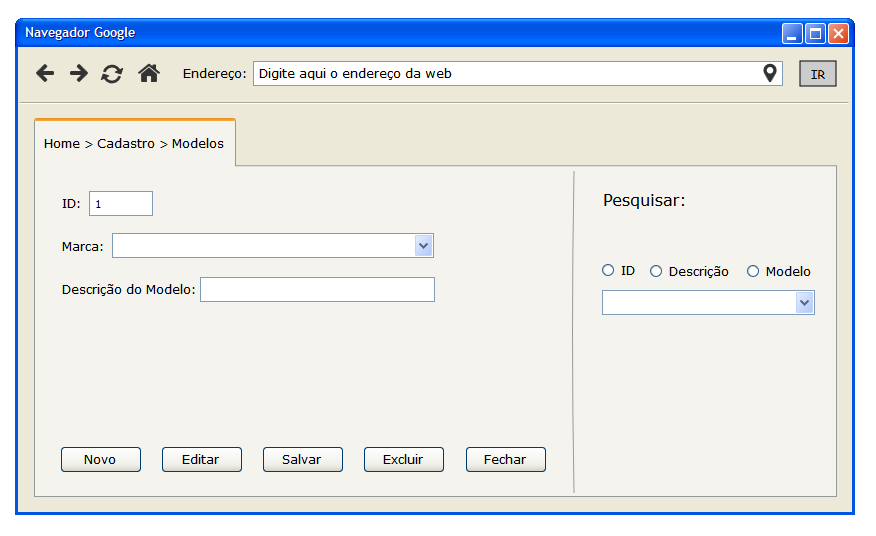 Navegador Google
Endereço: Digite aqui o endereço da web IR
Home > Cadastro > Modelos
ID: 1
Marca:
Descrição do Modelo:
Novo Editar Salvar Excluir Fechar
Pesquisar:
ID Descrição Modelo